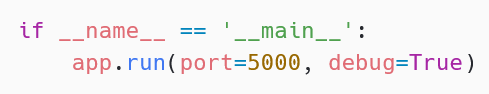 if __name__ == '__main__':
    app.run(port=5000, debug=True)